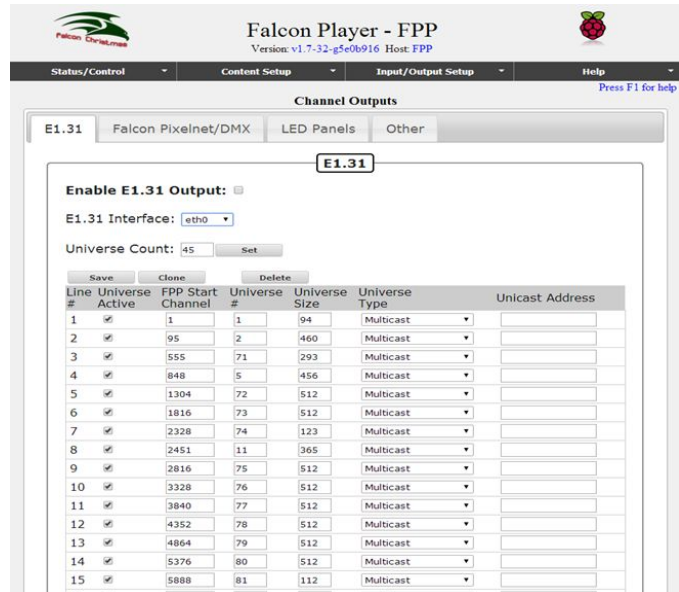 Falcon Christmas
Falcon Player - FPP
Version: v1.7-32-g5e0b916 Host: FPP
Status/Control Content Setup Input/Output Setup Help
Press F1 for help
Channel Outputs
E1.31 Falcon Pixelnet/DMX LED Panels Other
E1.31
Enable E1.31 Output:
E1.31 Interface: eth0
Universe Count: 45 Set
Save Clone Delete
Line # Universe Active FPP Start Channel Universe # Universe Size Universe Type Unicast Address
1 1 1 94 Multicast
2 95 2 460 Multicast
3 555 71 293 Multicast
4 848 5 456 Multicast
5 1304 72 512 Multicast
6 1816 73 512 Multicast
7 2328 74 123 Multicast
8 2451 11 365 Multicast
9 2816 75 512 Multicast
10 3328 76 512 Multicast
11 3840 77 512 Multicast
12 4352 78 512 Multicast
13 4864 79 512 Multicast
14 5376 80 512 Multicast
15 5888 81 112 Multicast